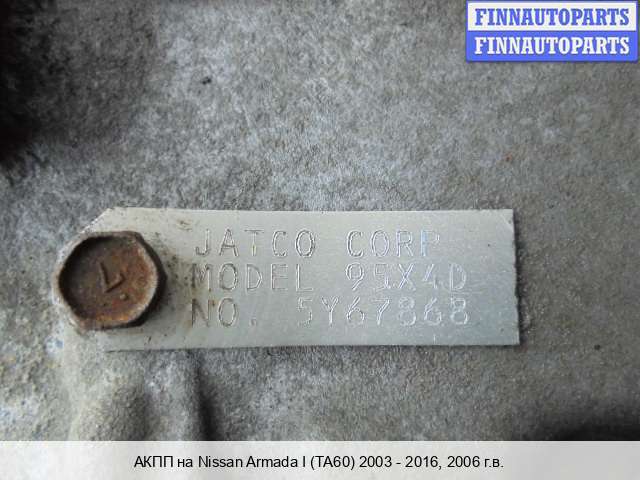 FINNAUTOPARTS
FINNAUTOPARTS
JATCO CORP
MODEL 95X4D
NO. 5Y67868
АКПП на Nissan Armada I (TA60) 2003 - 2016, 2006 г.в.